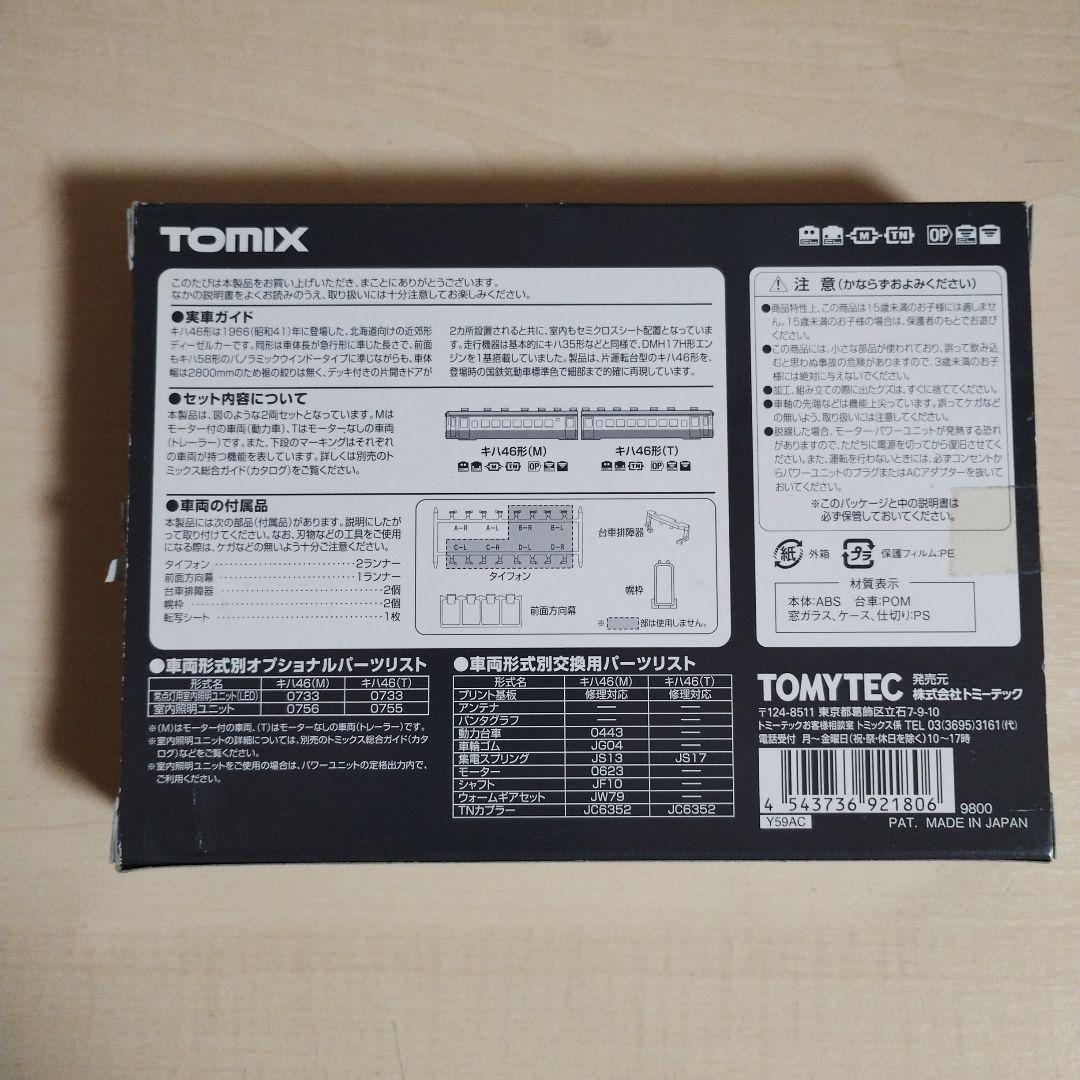 TOMIX
M TN OP
このたびは本製品をお買い上げいただき、まことにありがとうございます。
なかの説明書をよくお読みのうえ、取り扱いには十分注意してお楽しみください。
●実車ガイド
キハ46形は1966(昭和41)年に登場した、北海道向けの近郊形
ディーゼルカーです。同形は車体長が急行形に準じた長さで、前面
もキハ58形のパノラミックウインドータイプに準じながらも、車体
幅は2800mmのため裾の絞りは無く、デッキ付きの片開きドアが
2カ所設置されると共に、室内もセミクロスシート配置となっていま
す。走行機器は基本的にキハ35形などと同様で、DMH17H形エン
ジンを1基搭載していました。製品は、片運転台型のキハ46形を、
登場時の国鉄気動車標準色で細部まで的確に再現しています。
●セット内容について
本製品は、図のような2両セットとなっています。Mは
モーター付の車両(動力車)、Tはモーターなしの車両
(トレーラー)です。また、下段のマーキングはそれぞれ
の車両が持つ機能を表しています。詳しくは別売のト
ミックス総合ガイド(カタログ)をご覧ください。
キハ46形(M)
キハ46形(T)
M TN OP
TN OP
●車両の付属品
本製品には次の部品(付属品)があります。説明にしたが
って取り付けてください。なお、刃物などの工具をご使用
になる際は、ケガなどの無いよう十分ご注意ください。
タイフォン 2ランナー
前面方向幕 1ランナー
台車排障器 2個
幌枠 2個
転写シート 1枚
A-R A-L B-R B-L
C-L C-R D-L D-R
タイフォン
台車排障器
前面方向幕
幌枠
※ 部は使用しません。
⚠ 注 意(かならずおよみください)
●商品特性上、この商品は15歳未満のお子様には適しませ
ん。15歳未満のお子様の場合は、保護者のもとでお遊び
ください。
●この商品には、小さな部品が使われており、誤って飲み込
むと思わぬ事故の危険がありますので、3歳未満のお子
様には絶対に与えないでください。
●加工、組み立ての際に出たクズは、すぐに捨ててください。
●車軸の先端などは機能上尖っています。誤ってケガなど
の無いよう、取り扱いには注意してください。
●脱線した場合、モーター・パワーユニットが発熱する恐れ
がありますので、ただちに電源を切ってから復旧させてく
ださい。また、運転を行わないときには、必ずコンセントか
らパワーユニットのプラグまたはACアダプターを抜いて
おいてください。
※このパッケージと中の説明書は
必ず保管しておいてください。
紙 外箱 プラ 保護フィルム:PE
材質表示
本体:ABS 台車:POM
窓ガラス、ケース、仕切り:PS
●車両形式別オプショナルパーツリスト
形式名 キハ46(M) キハ46(T)
常点灯用室内照明ユニット(LED) 0733 0733
室内照明ユニット 0756 0755
※(M)はモーター付の車両、(T)はモーターなしの車両(トレーラー)です。
※室内照明ユニットの詳細については、別売のトミックス総合ガイド(カタ
ログ)などをご覧ください。
※室内照明ユニットをご使用の場合は、パワーユニットの定格出力内で、
ご利用ください。
●車両形式別交換用パーツリスト
形式名 キハ46(M) キハ46(T)
プリント基板 修理対応 修理対応
アンテナ — —
パンタグラフ — —
動力台車 0443 —
車輪ゴム JG04 —
集電スプリング JS13 JS17
モーター 0623 —
シャフト JF10 —
ウォームギアセット JW79 —
TNカプラー JC6352 JC6352
TOMYTEC 発売元
株式会社トミーテック
〒124-8511 東京都葛飾区立石7-9-10
トミーテックお客様相談室 トミックス係 TEL 03(3695)3161(代)
電話受付 月〜金曜日(祝・祭・休日を除く)10〜17時
4 543736 921806
9800
Y59AC
PAT. MADE IN JAPAN